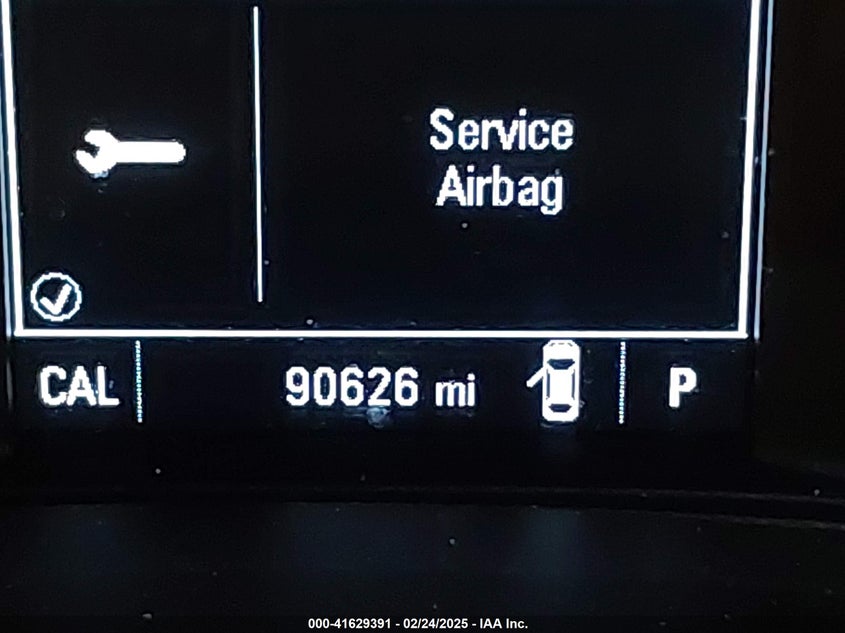 Service
Airbag
CAL 90626 mi P
000-41629391 - 02/24/2025 - IAA Inc.